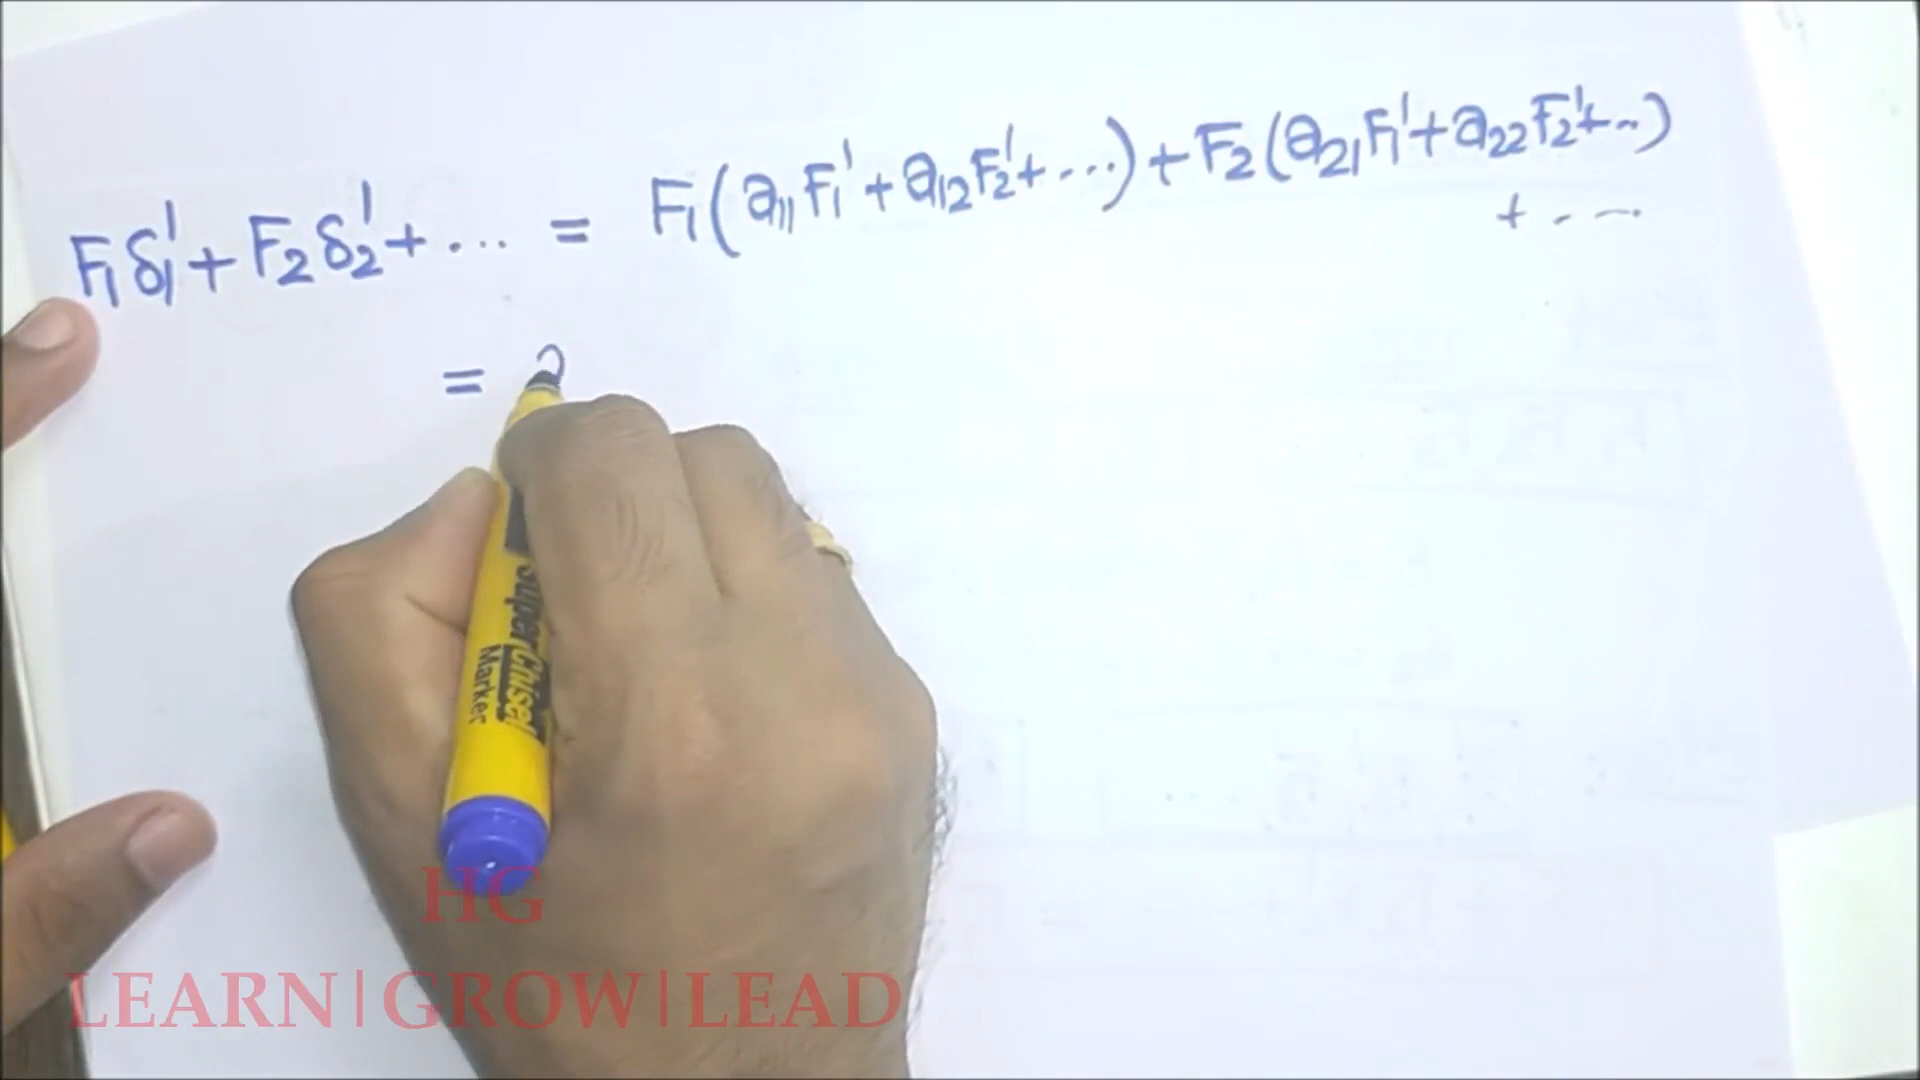 F₁δ₁' + F₂δ₂' + ... = F₁(a₁₁F₁' + a₁₂F₂' + ...) + F₂(a₂₁F₁' + a₂₂F₂' + ..)
+ ...
= a
Super Chisel
Marker
HG
LEARN|GROW|LEAD